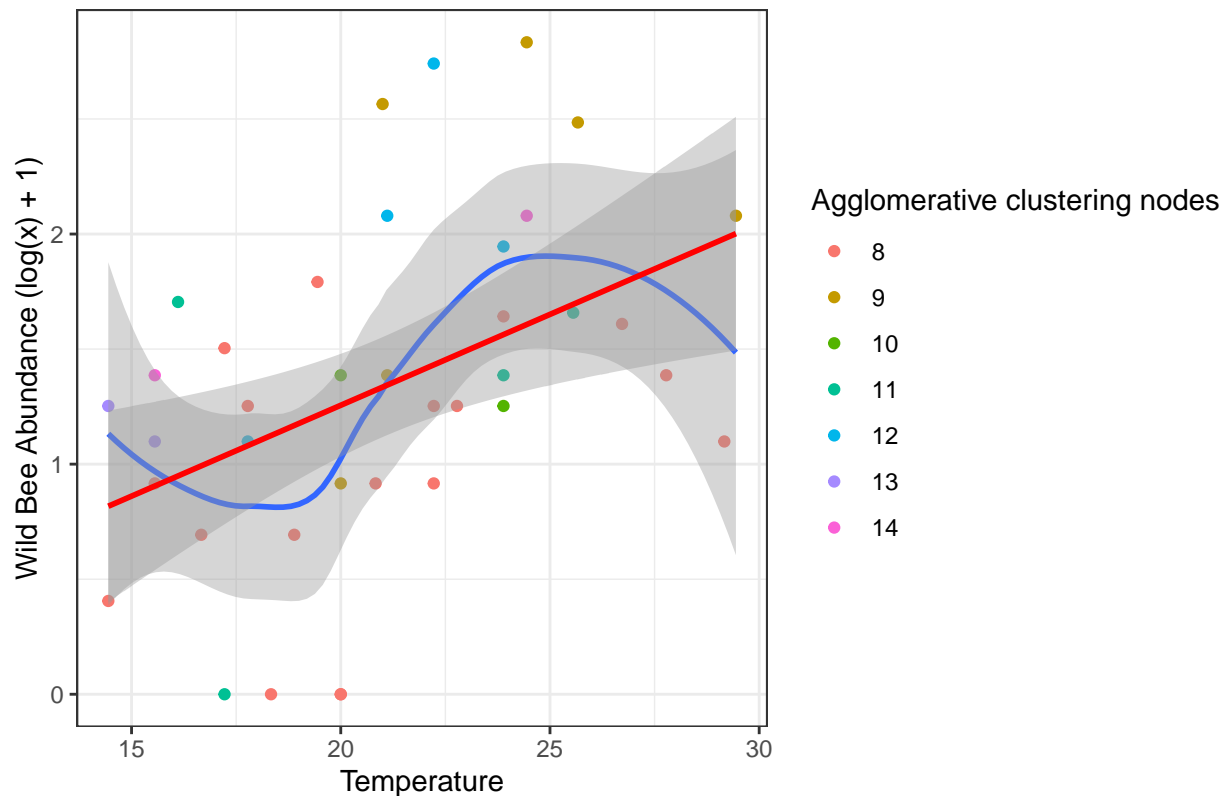 Wild Bee Abundance (log(x) + 1)
2
1
0
15 20 25 30
Temperature
Agglomerative clustering nodes
8
9
10
11
12
13
14